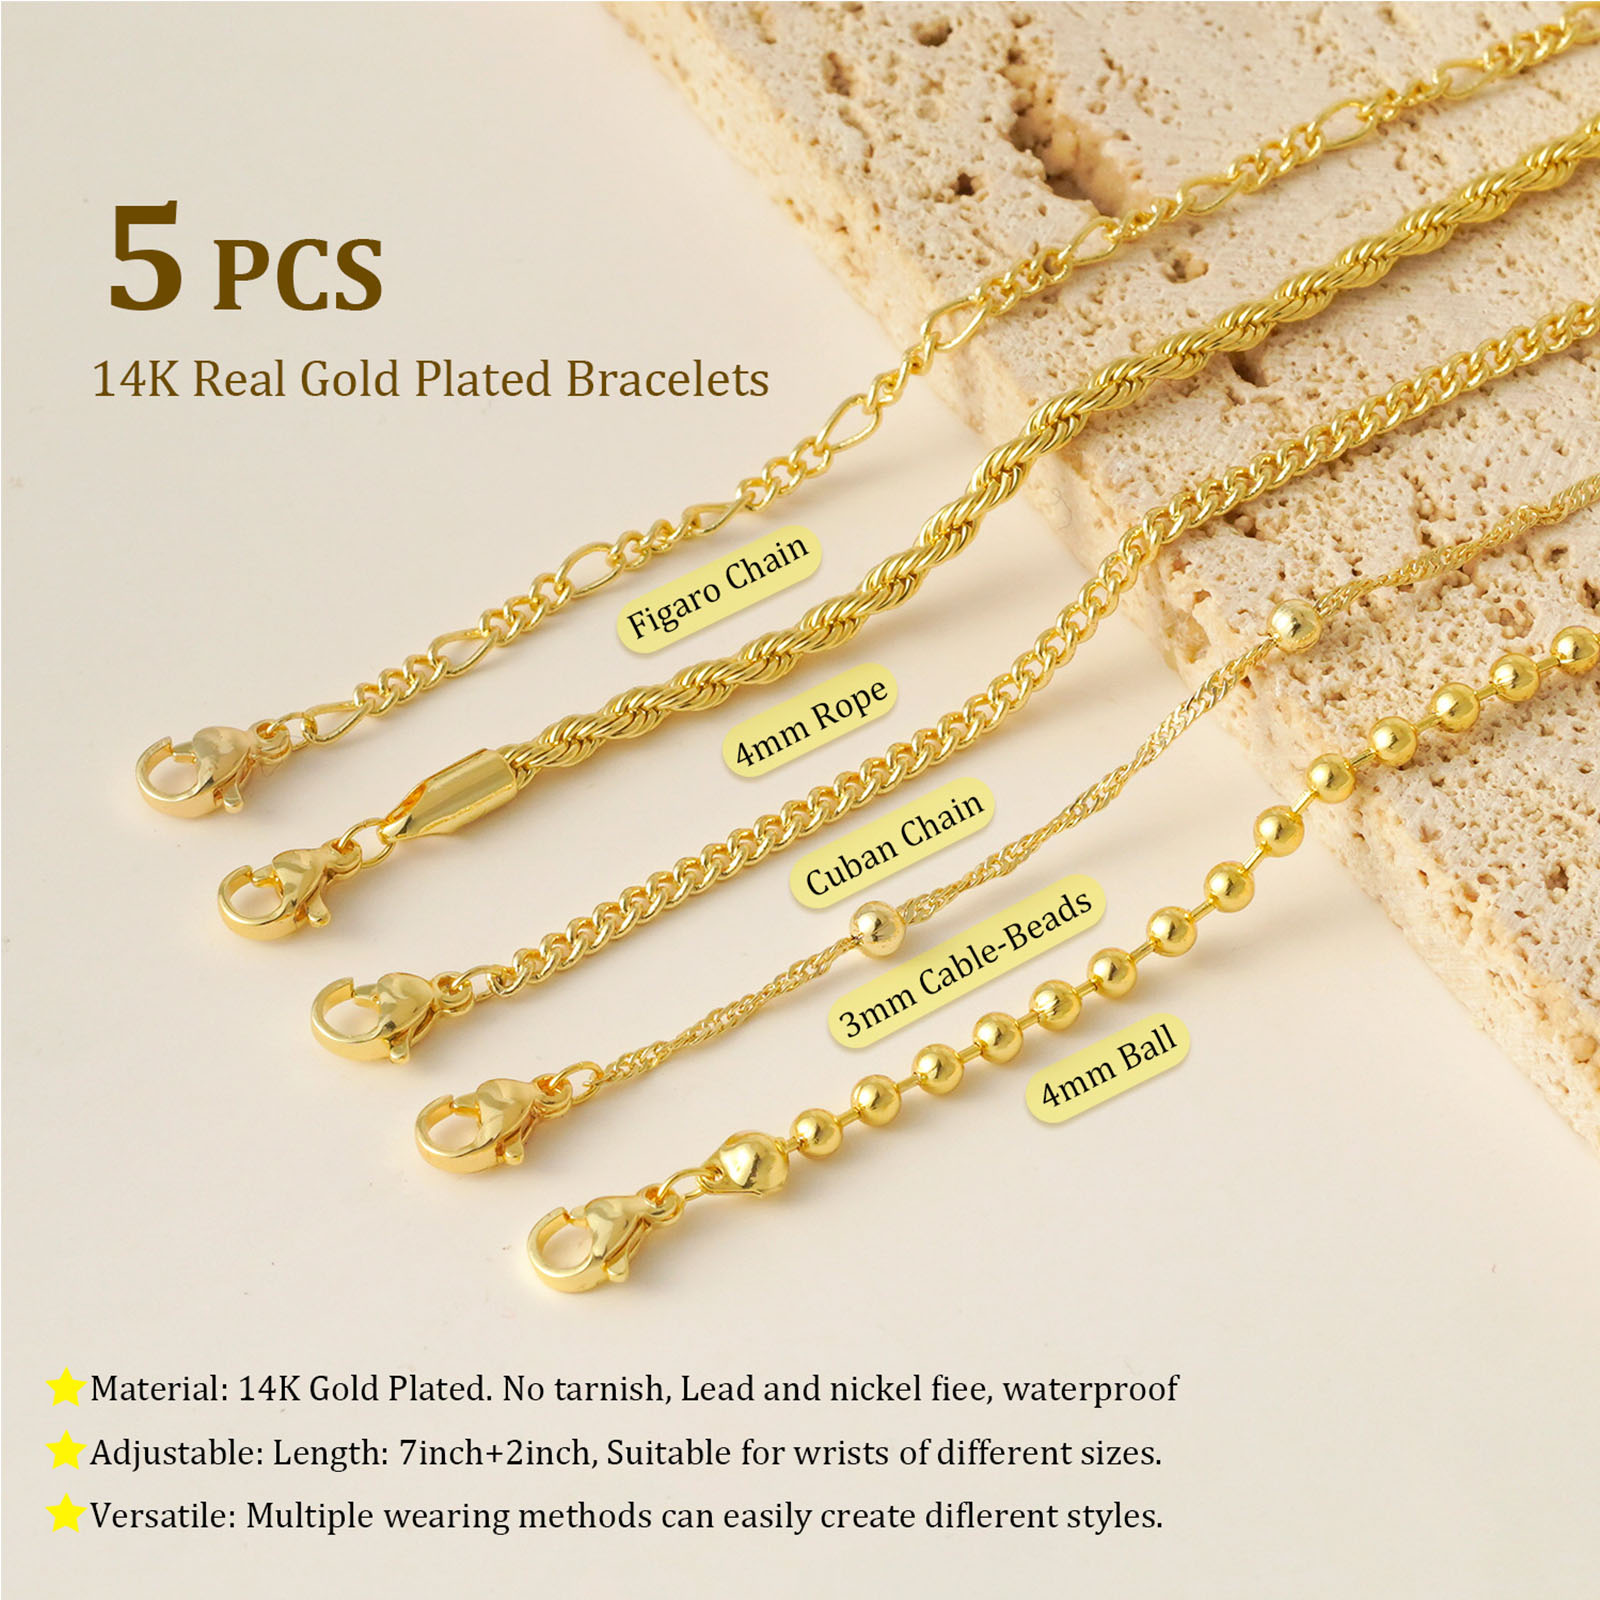 5 PCS
14K Real Gold Plated Bracelets
Figaro Chain
4mm Rope
Cuban Chain
3mm Cable-Beads
4mm Ball
Material: 14K Gold Plated. No tarnish, Lead and nickel fiee, waterproof
Adjustable: Length: 7inch+2inch, Suitable for wrists of different sizes.
Versatile: Multiple wearing methods can easily create diflerent styles.